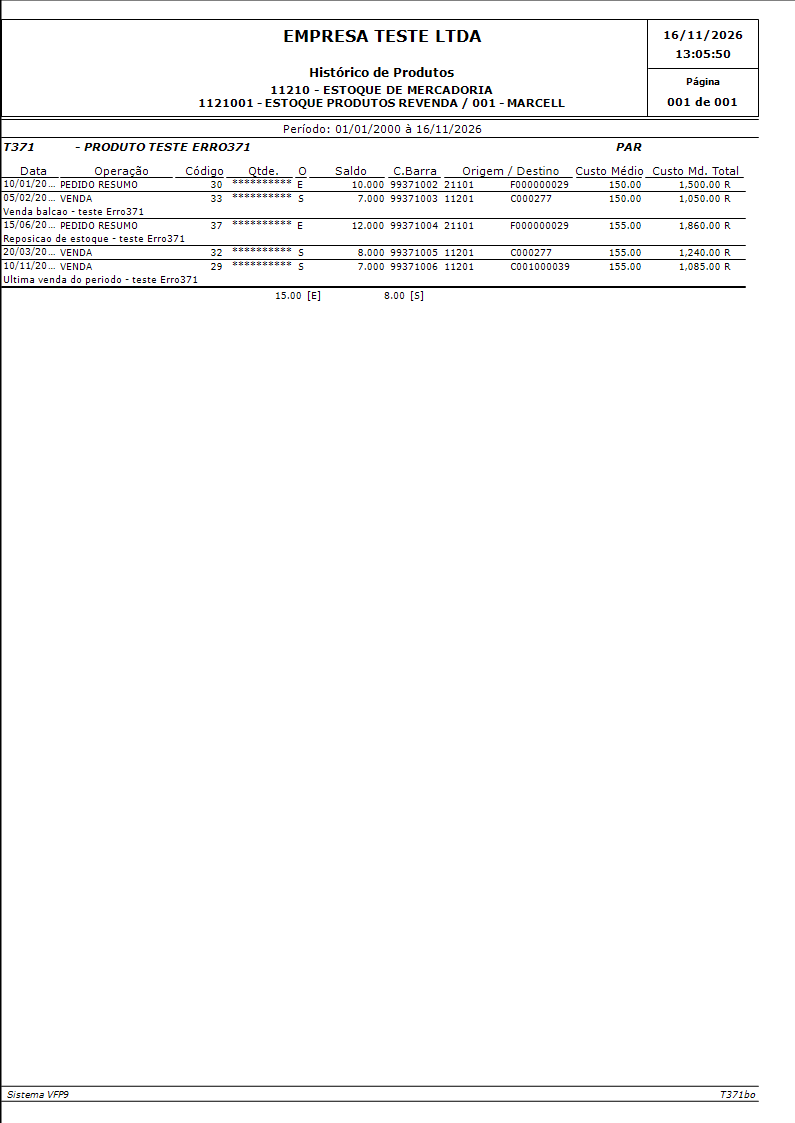 EMPRESA TESTE LTDA
16/11/2026
13:05:50
Histórico de Produtos
11210 - ESTOQUE DE MERCADORIA
1121001 - ESTOQUE PRODUTOS REVENDA / 001 - MARCELL
Página
001 de 001
Período: 01/01/2000 à 16/11/2026
T371 - PRODUTO TESTE ERRO371 PAR
Data Operação Código Qtde. O Saldo C.Barra Origem / Destino Custo Médio Custo Md. Total
10/01/20... PEDIDO RESUMO 30 ********** E 10.000 99371002 21101 F000000029 150.00 1,500.00 R
05/02/20... VENDA 33 ********** S 7.000 99371003 11201 C000277 150.00 1,050.00 R
Venda balcao - teste Erro371
15/06/20... PEDIDO RESUMO 37 ********** E 12.000 99371004 21101 F000000029 155.00 1,860.00 R
Reposicao de estoque - teste Erro371
20/03/20... VENDA 32 ********** S 8.000 99371005 11201 C000277 155.00 1,240.00 R
10/11/20... VENDA 29 ********** S 7.000 99371006 11201 C001000039 155.00 1,085.00 R
Ultima venda do periodo - teste Erro371
15.00 [E] 8.00 [S]
Sistema VFP9 T371bo